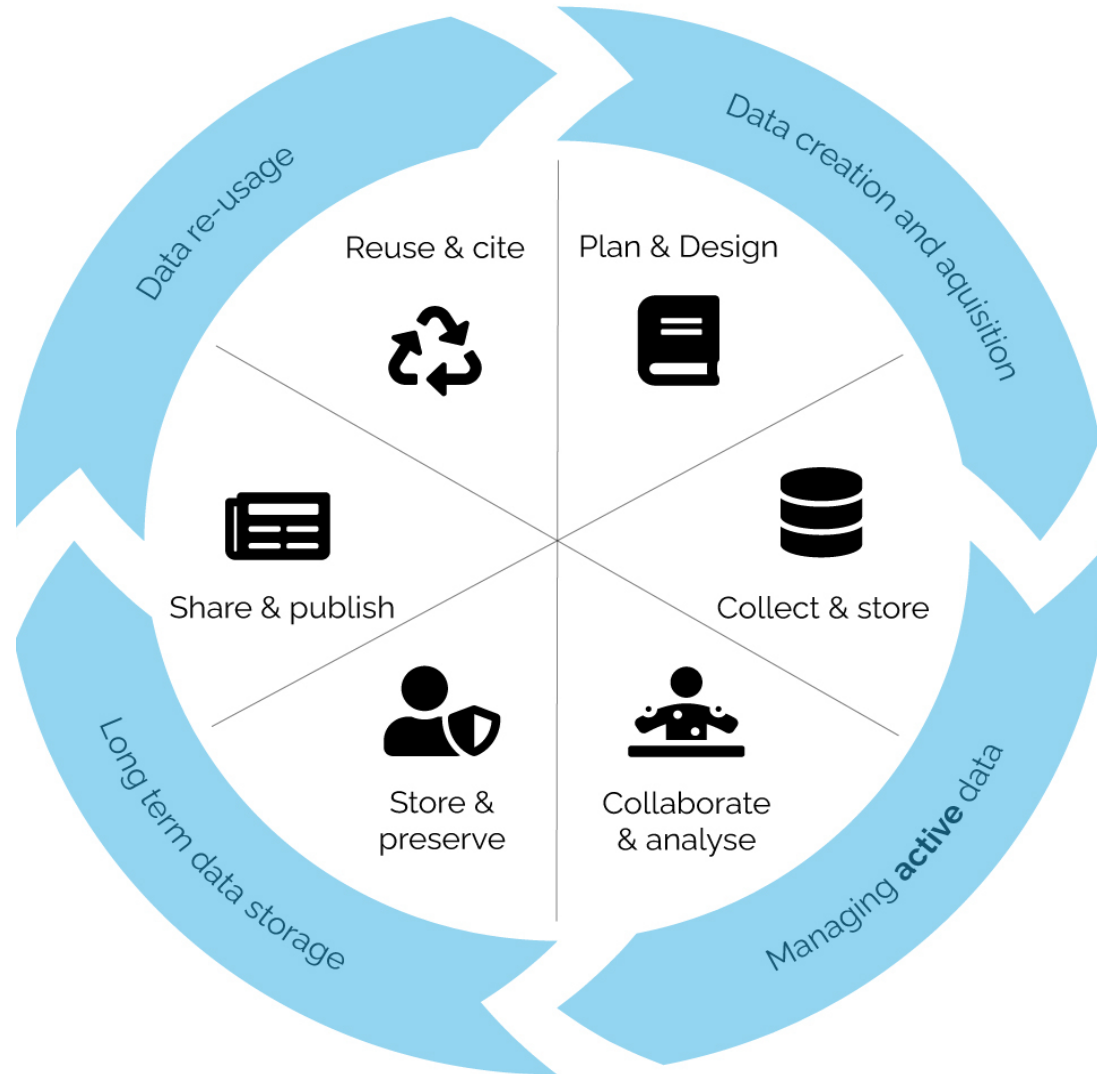 Data creation and aquisition
Managing active data
Long term data storage
Data re-usage
Plan & Design
Collect & store
Collaborate
& analyse
Store &
preserve
Share & publish
Reuse & cite